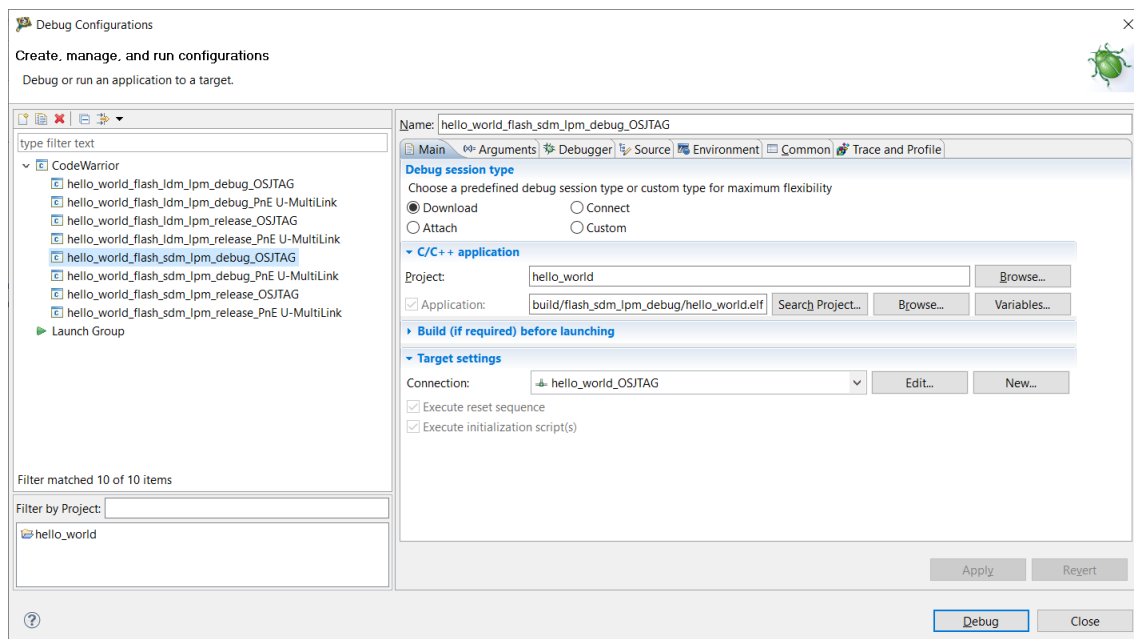 Debug Configurations
Create, manage, and run configurations
Debug or run an application to a target.
type filter text
CodeWarrior
hello_world_flash_ldm_lpm_debug_OSJTAG
hello_world_flash_ldm_lpm_debug_PnE U-MultiLink
hello_world_flash_ldm_lpm_release_OSJTAG
hello_world_flash_ldm_lpm_release_PnE U-MultiLink
hello_world_flash_sdm_lpm_debug_OSJTAG
hello_world_flash_sdm_lpm_debug_PnE U-MultiLink
hello_world_flash_sdm_lpm_release_OSJTAG
hello_world_flash_sdm_lpm_release_PnE U-MultiLink
Launch Group
Filter matched 10 of 10 items
Filter by Project:
hello_world
Name: hello_world_flash_sdm_lpm_debug_OSJTAG
Main (x)= Arguments Debugger Source Environment Common Trace and Profile
Debug session type
Choose a predefined debug session type or custom type for maximum flexibility
Download Connect
Attach Custom
C/C++ application
Project: hello_world Browse...
Application: build/flash_sdm_lpm_debug/hello_world.elf Search Project... Browse... Variables...
Build (if required) before launching
Target settings
Connection: hello_world_OSJTAG Edit... New...
Execute reset sequence
Execute initialization script(s)
Apply Revert
? Debug Close